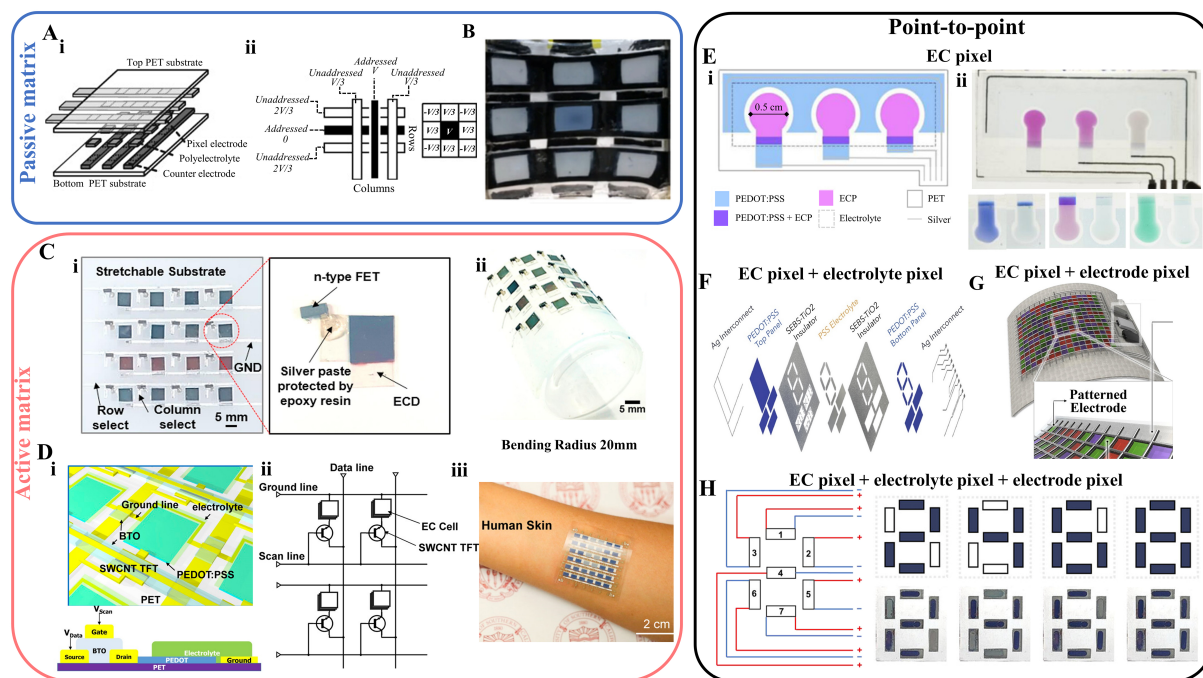 Passive matrix
A
i
Top PET substrate
Pixel electrode
Polyelectrolyte
Counter electrode
Bottom PET substrate
ii
Addressed
V
Unaddressed
V/3
Unaddressed
V/3
Unaddressed
2V/3
Addressed
0
Unaddressed
2V/3
Rows
Columns
-V/3 V/3 -V/3
V/3 V V/3
-V/3 V/3 -V/3
B
Active matrix
C
i
Stretchable Substrate
GND
Row
select
Column
select
5 mm
n-type FET
Silver paste
protected by
epoxy resin
ECD
ii
5 mm
Bending Radius 20mm
D
i
Ground line
electrolyte
BTO
SWCNT TFT
PEDOT:PSS
PET
VScan
VData
Gate
Source
BTO
Drain
Electrolyte
PEDOT
Ground
PET
ii
Data line
Ground line
EC Cell
SWCNT TFT
Scan line
iii
Human Skin
2 cm
Point-to-point
E
EC pixel
i
0.5 cm
PEDOT:PSS
ECP
PET
PEDOT:PSS + ECP
Electrolyte
Silver
ii
F
EC pixel + electrolyte pixel
Ag Interconnect
PEDOT:PSS
Top Panel
SEBS-TiO2
Insulator
PSS Electrolyte
SEBS-TiO2
Insulator
PEDOT:PSS
Bottom Panel
Ag Interconnect
EC pixel + electrode pixel
G
Patterned
Electrode
H
EC pixel + electrolyte pixel + electrode pixel
1
3
2
4
6
5
7